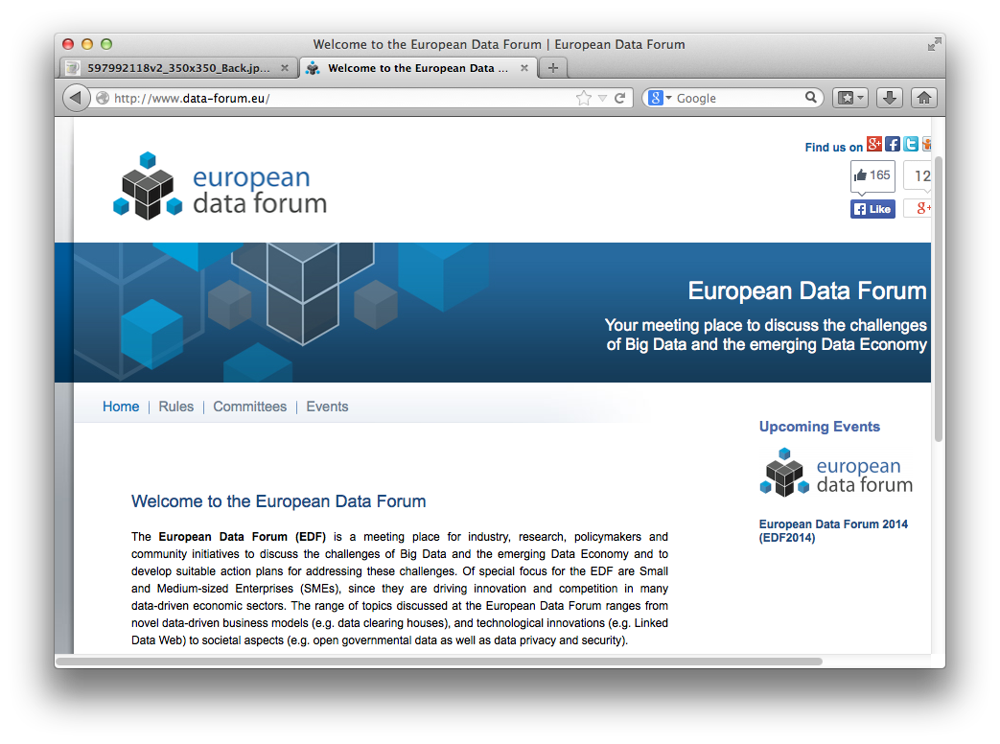 Welcome to the European Data Forum | European Data Forum
597992118v2_350x350_Back.jp...
Welcome to the European Data ...
http://www.data-forum.eu/
Google
european
data forum
Find us on
165
12
Like
European Data Forum
Your meeting place to discuss the challenges
of Big Data and the emerging Data Economy
Home | Rules | Committees | Events
Upcoming Events
european
data forum
European Data Forum 2014
(EDF2014)
Welcome to the European Data Forum
The European Data Forum (EDF) is a meeting place for industry, research, policymakers and
community initiatives to discuss the challenges of Big Data and the emerging Data Economy and to
develop suitable action plans for addressing these challenges. Of special focus for the EDF are Small
and Medium-sized Enterprises (SMEs), since they are driving innovation and competition in many
data-driven economic sectors. The range of topics discussed at the European Data Forum ranges from
novel data-driven business models (e.g. data clearing houses), and technological innovations (e.g. Linked
Data Web) to societal aspects (e.g. open governmental data as well as data privacy and security).